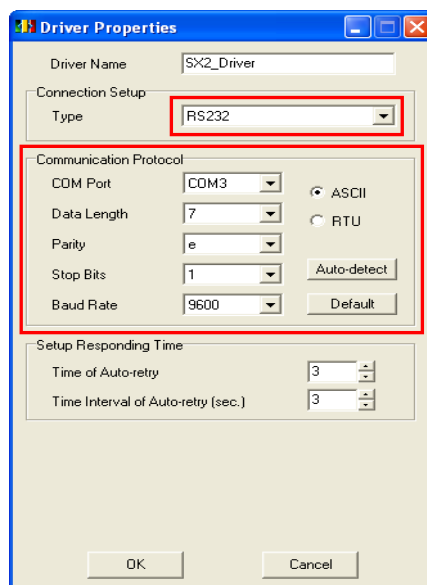 Driver Properties
Driver Name SX2_Driver
Connection Setup
Type RS232
Communication Protocol
COM Port COM3
ASCII
Data Length 7
RTU
Parity e
Stop Bits 1 Auto-detect
Baud Rate 9600 Default
Setup Responding Time
Time of Auto-retry 3
Time Interval of Auto-retry (sec.) 3
OK Cancel